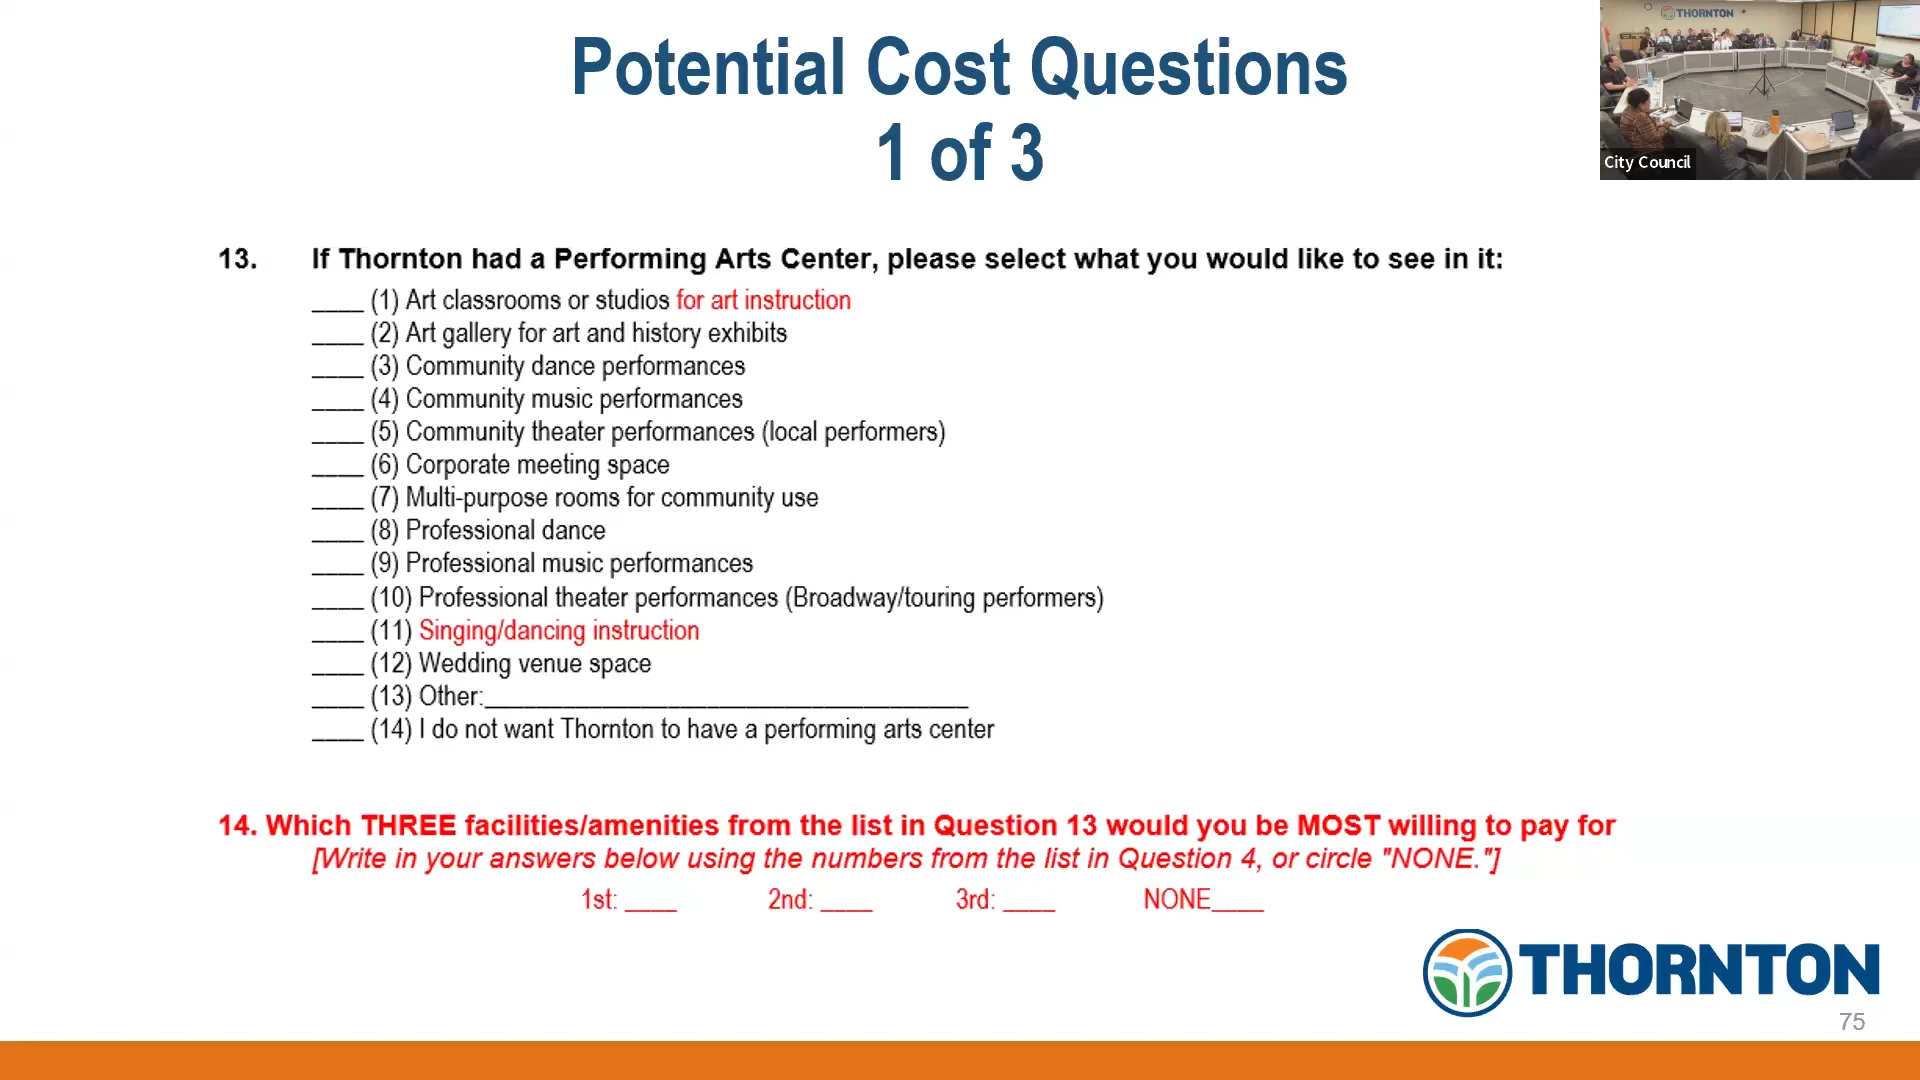 Potential Cost Questions
1 of 3
THORNTON
City Council
13. If Thornton had a Performing Arts Center, please select what you would like to see in it:
____ (1) Art classrooms or studios for art instruction
____ (2) Art gallery for art and history exhibits
____ (3) Community dance performances
____ (4) Community music performances
____ (5) Community theater performances (local performers)
____ (6) Corporate meeting space
____ (7) Multi-purpose rooms for community use
____ (8) Professional dance
____ (9) Professional music performances
____ (10) Professional theater performances (Broadway/touring performers)
____ (11) Singing/dancing instruction
____ (12) Wedding venue space
____ (13) Other:____________________________________
____ (14) I do not want Thornton to have a performing arts center
14. Which THREE facilities/amenities from the list in Question 13 would you be MOST willing to pay for
[Write in your answers below using the numbers from the list in Question 4, or circle "NONE."]
1st: ____ 2nd: ____ 3rd: ____ NONE____
THORNTON
75